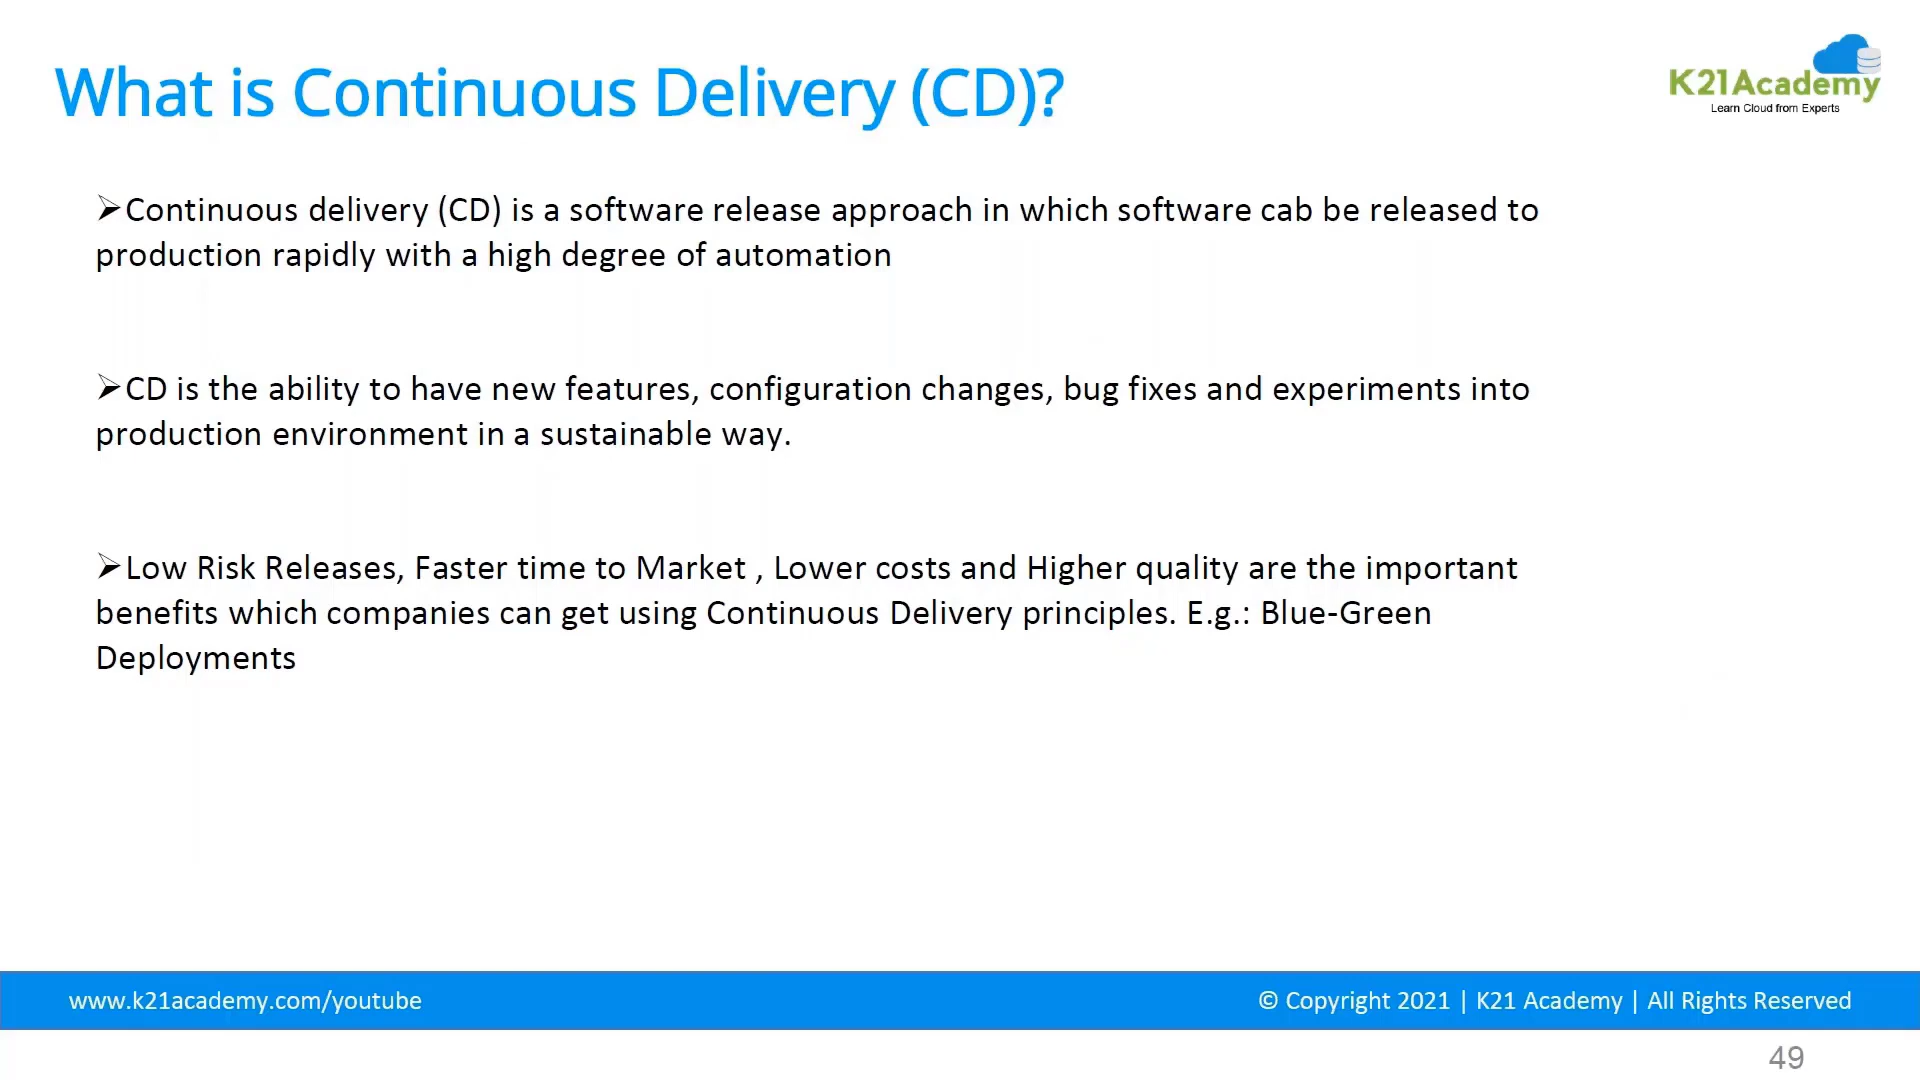 What is Continuous Delivery (CD)?
K21Academy
Learn Cloud from Experts
➢Continuous delivery (CD) is a software release approach in which software cab be released to
production rapidly with a high degree of automation
➢CD is the ability to have new features, configuration changes, bug fixes and experiments into
production environment in a sustainable way.
➢Low Risk Releases, Faster time to Market , Lower costs and Higher quality are the important
benefits which companies can get using Continuous Delivery principles. E.g.: Blue-Green
Deployments
www.k21academy.com/youtube
© Copyright 2021 | K21 Academy | All Rights Reserved
49